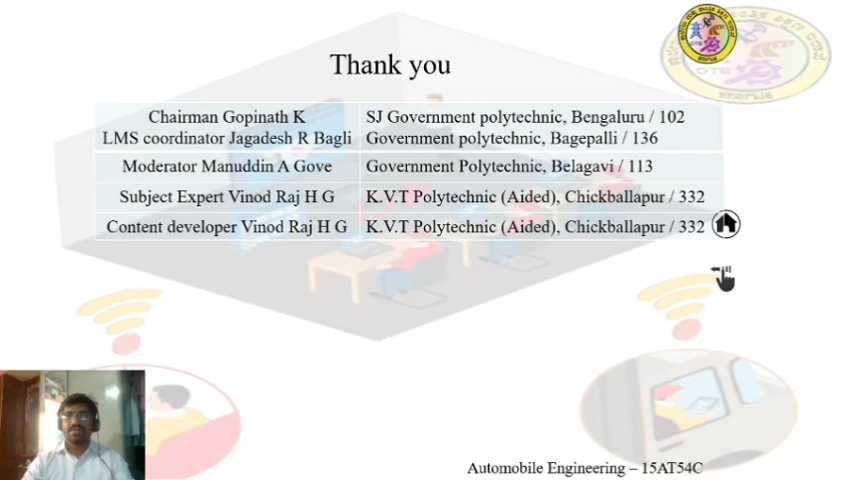 Thank you
Chairman Gopinath K SJ Government polytechnic, Bengaluru / 102
LMS coordinator Jagadesh R Bagli Government polytechnic, Bagepalli / 136
Moderator Manuddin A Gove Government Polytechnic, Belagavi / 113
Subject Expert Vinod Raj H G K.V.T Polytechnic (Aided), Chickballapur / 332
Content developer Vinod Raj H G K.V.T Polytechnic (Aided), Chickballapur / 332
Automobile Engineering – 15AT54C